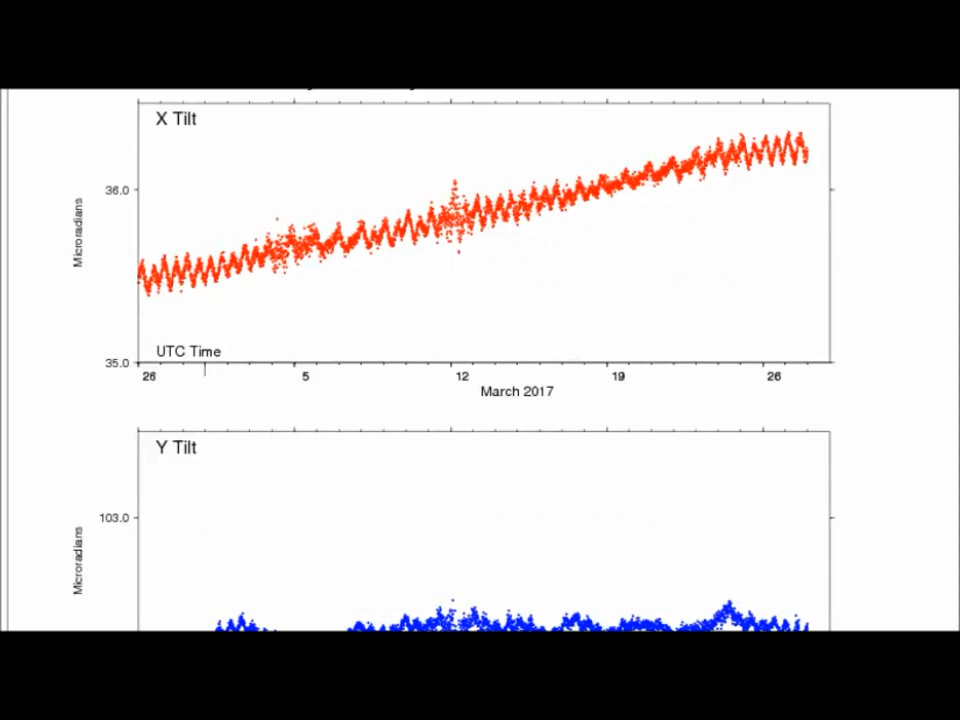 X Tilt
36.0
Microradians
UTC Time
35.0
26 5 12 19 26
March 2017
Y Tilt
103.0
Microradians